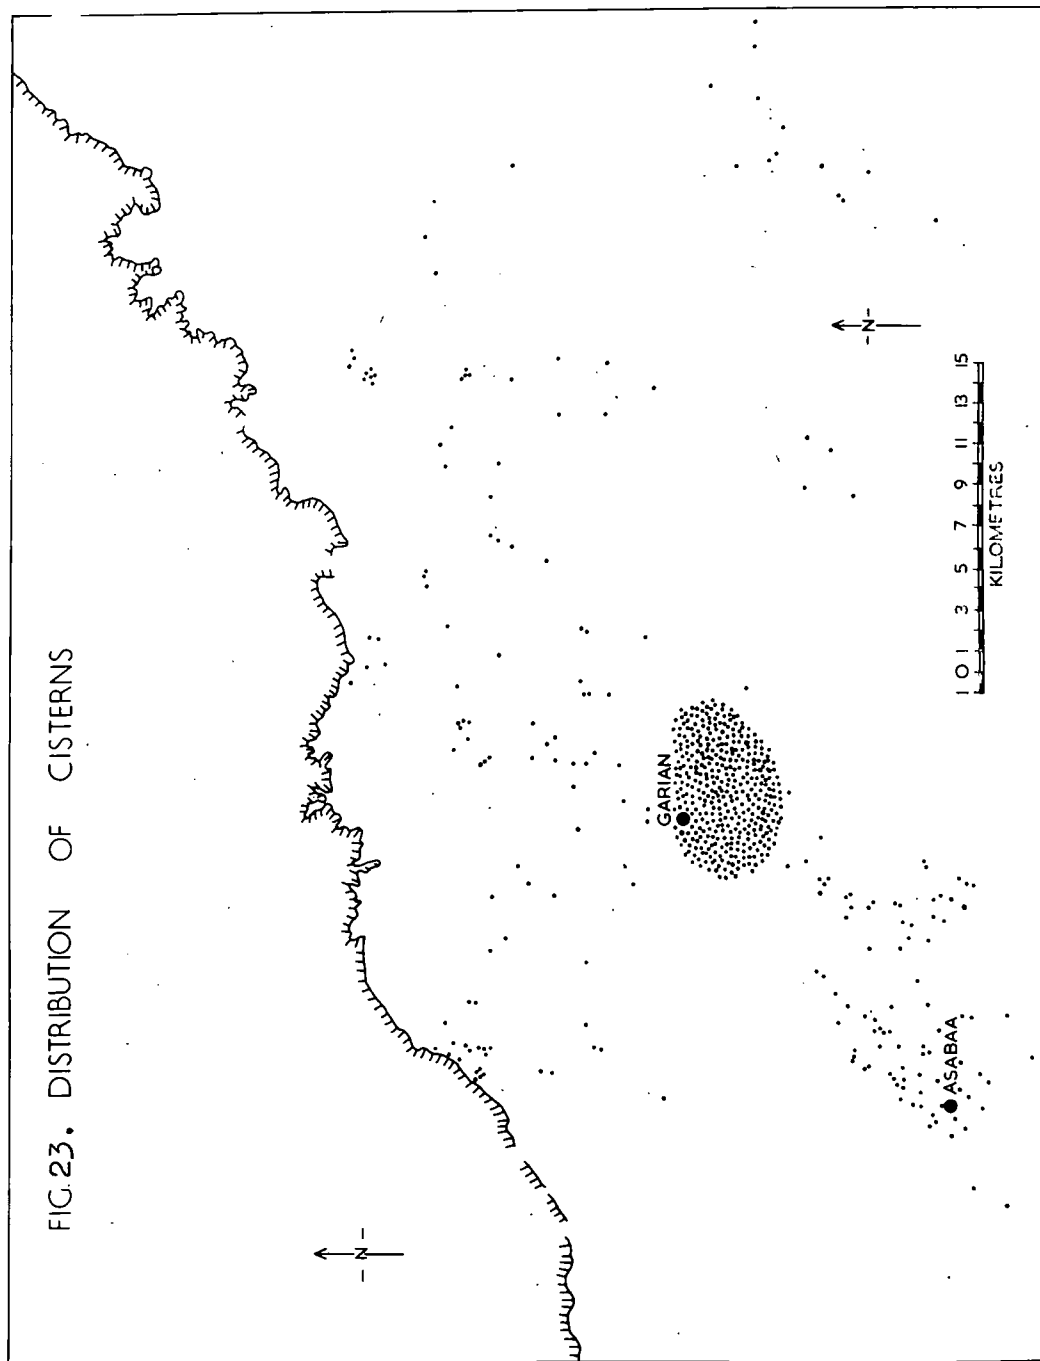 FIG.23. DISTRIBUTION OF CISTERNS
GARIAN
ASABAA
N
N
1 0 1 3 5 7 9 11 13 15
KILOMETRES